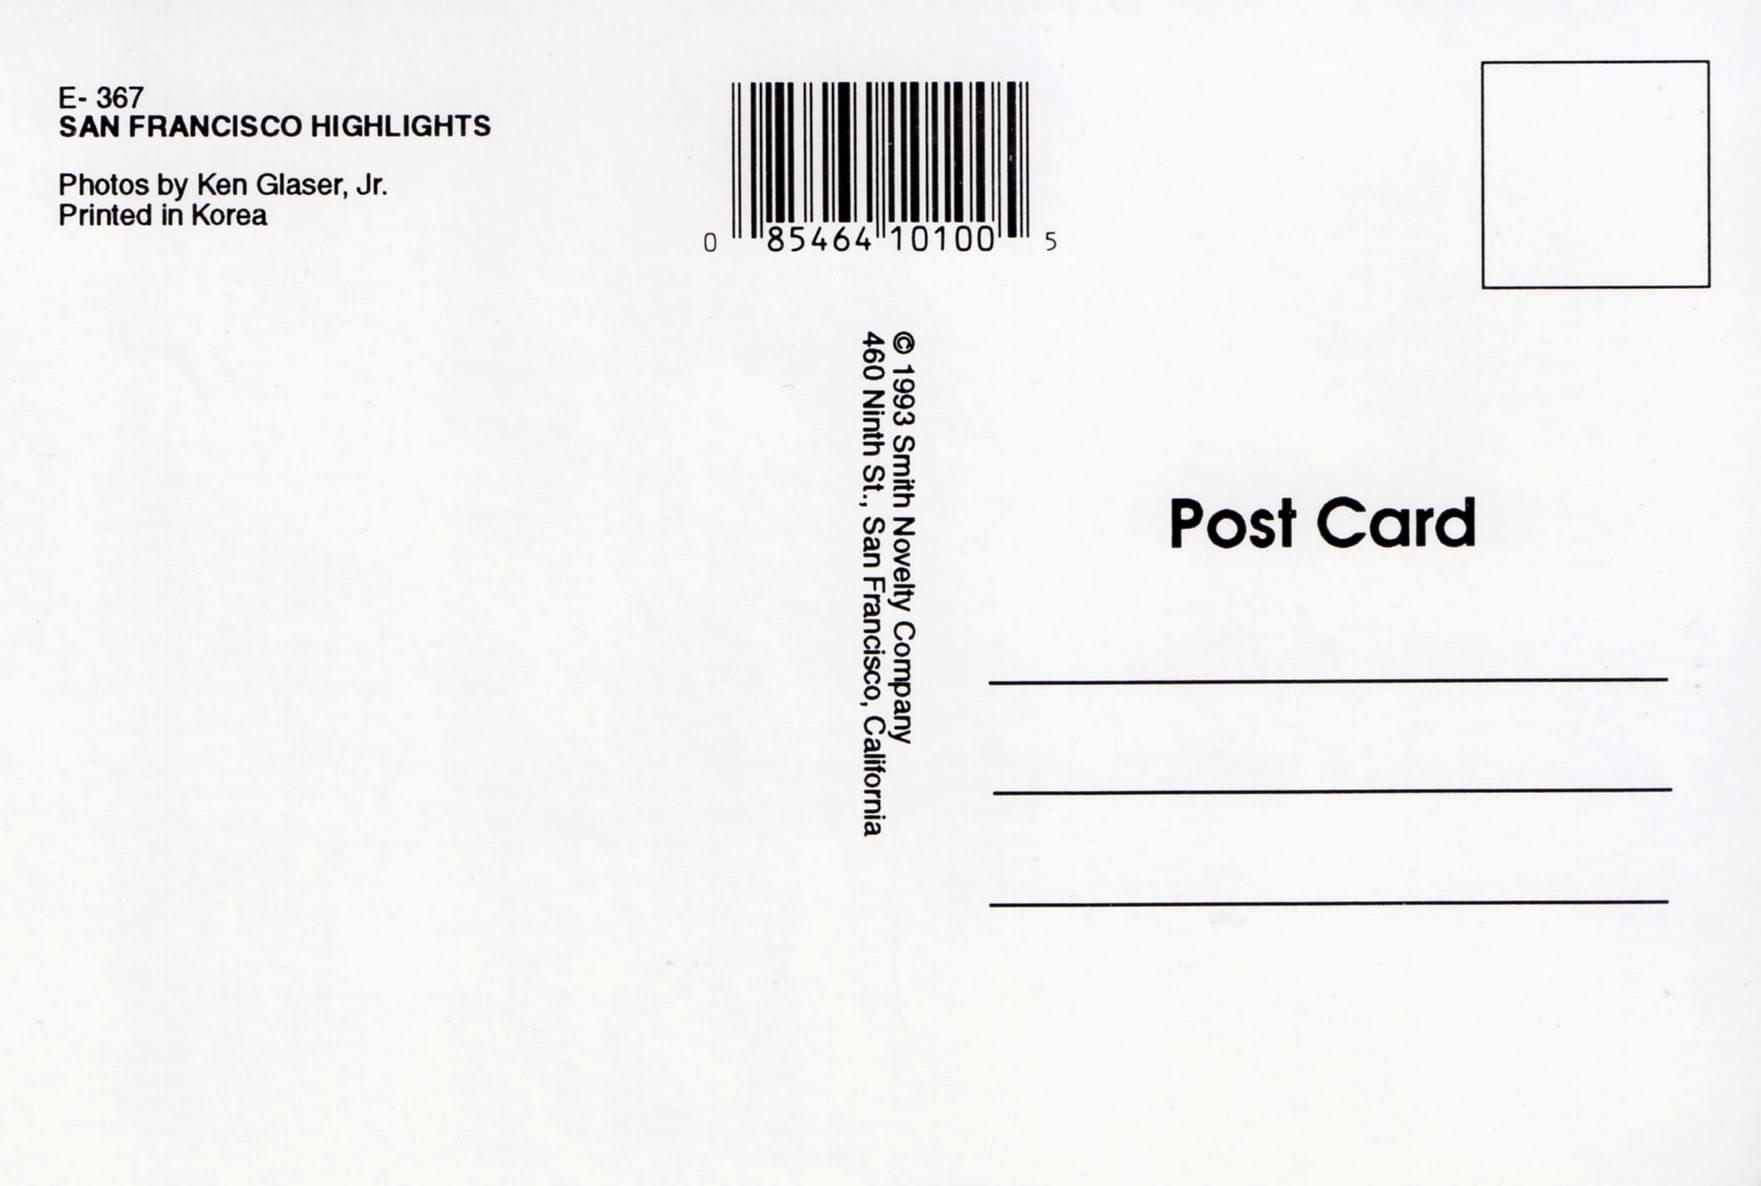 E- 367
SAN FRANCISCO HIGHLIGHTS
Photos by Ken Glaser, Jr.
Printed in Korea
0 85464 10100 5
© 1993 Smith Novelty Company
460 Ninth St., San Francisco, California
Post Card